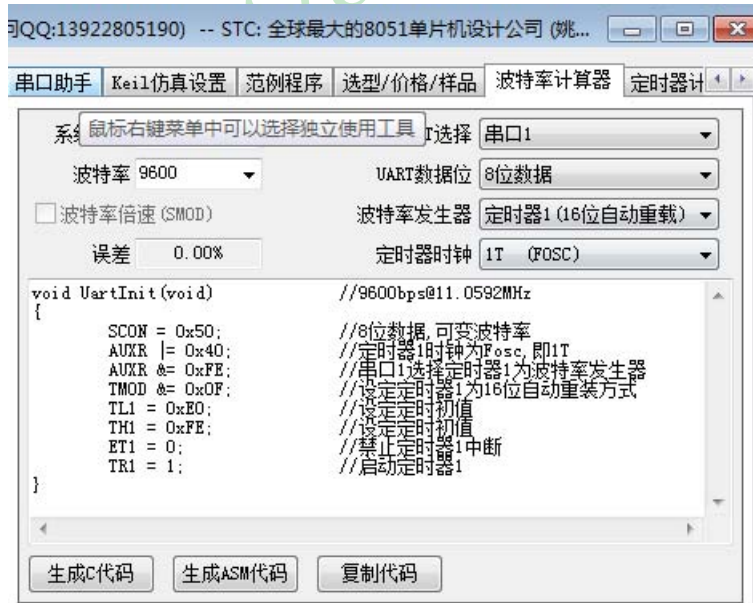 司QQ:13922805190) -- STC: 全球最大的8051单片机设计公司 (姚...
串口助手 Keil仿真设置 范例程序 选型/价格/样品 波特率计算器 定时器计
系 鼠标右键菜单中可以选择独立使用工具 T选择 串口1
波特率 9600 UART数据位 8位数据
波特率倍速(SMOD) 波特率发生器 定时器1(16位自动重载)
误差 0.00% 定时器时钟 1T (FOSC)
void UartInit(void) //9600bps@11.0592MHz
{
SCON = 0x50; //8位数据,可变波特率
AUXR |= 0x40; //定时器1时钟为Fosc,即1T
AUXR &= 0xFE; //串口1选择定时器1为波特率发生器
TMOD &= 0x0F; //设定定时器1为16位自动重装方式
TL1 = 0xE0; //设定定时初值
TH1 = 0xFE; //设定定时初值
ET1 = 0; //禁止定时器1中断
TR1 = 1; //启动定时器1
}
生成C代码 生成ASM代码 复制代码